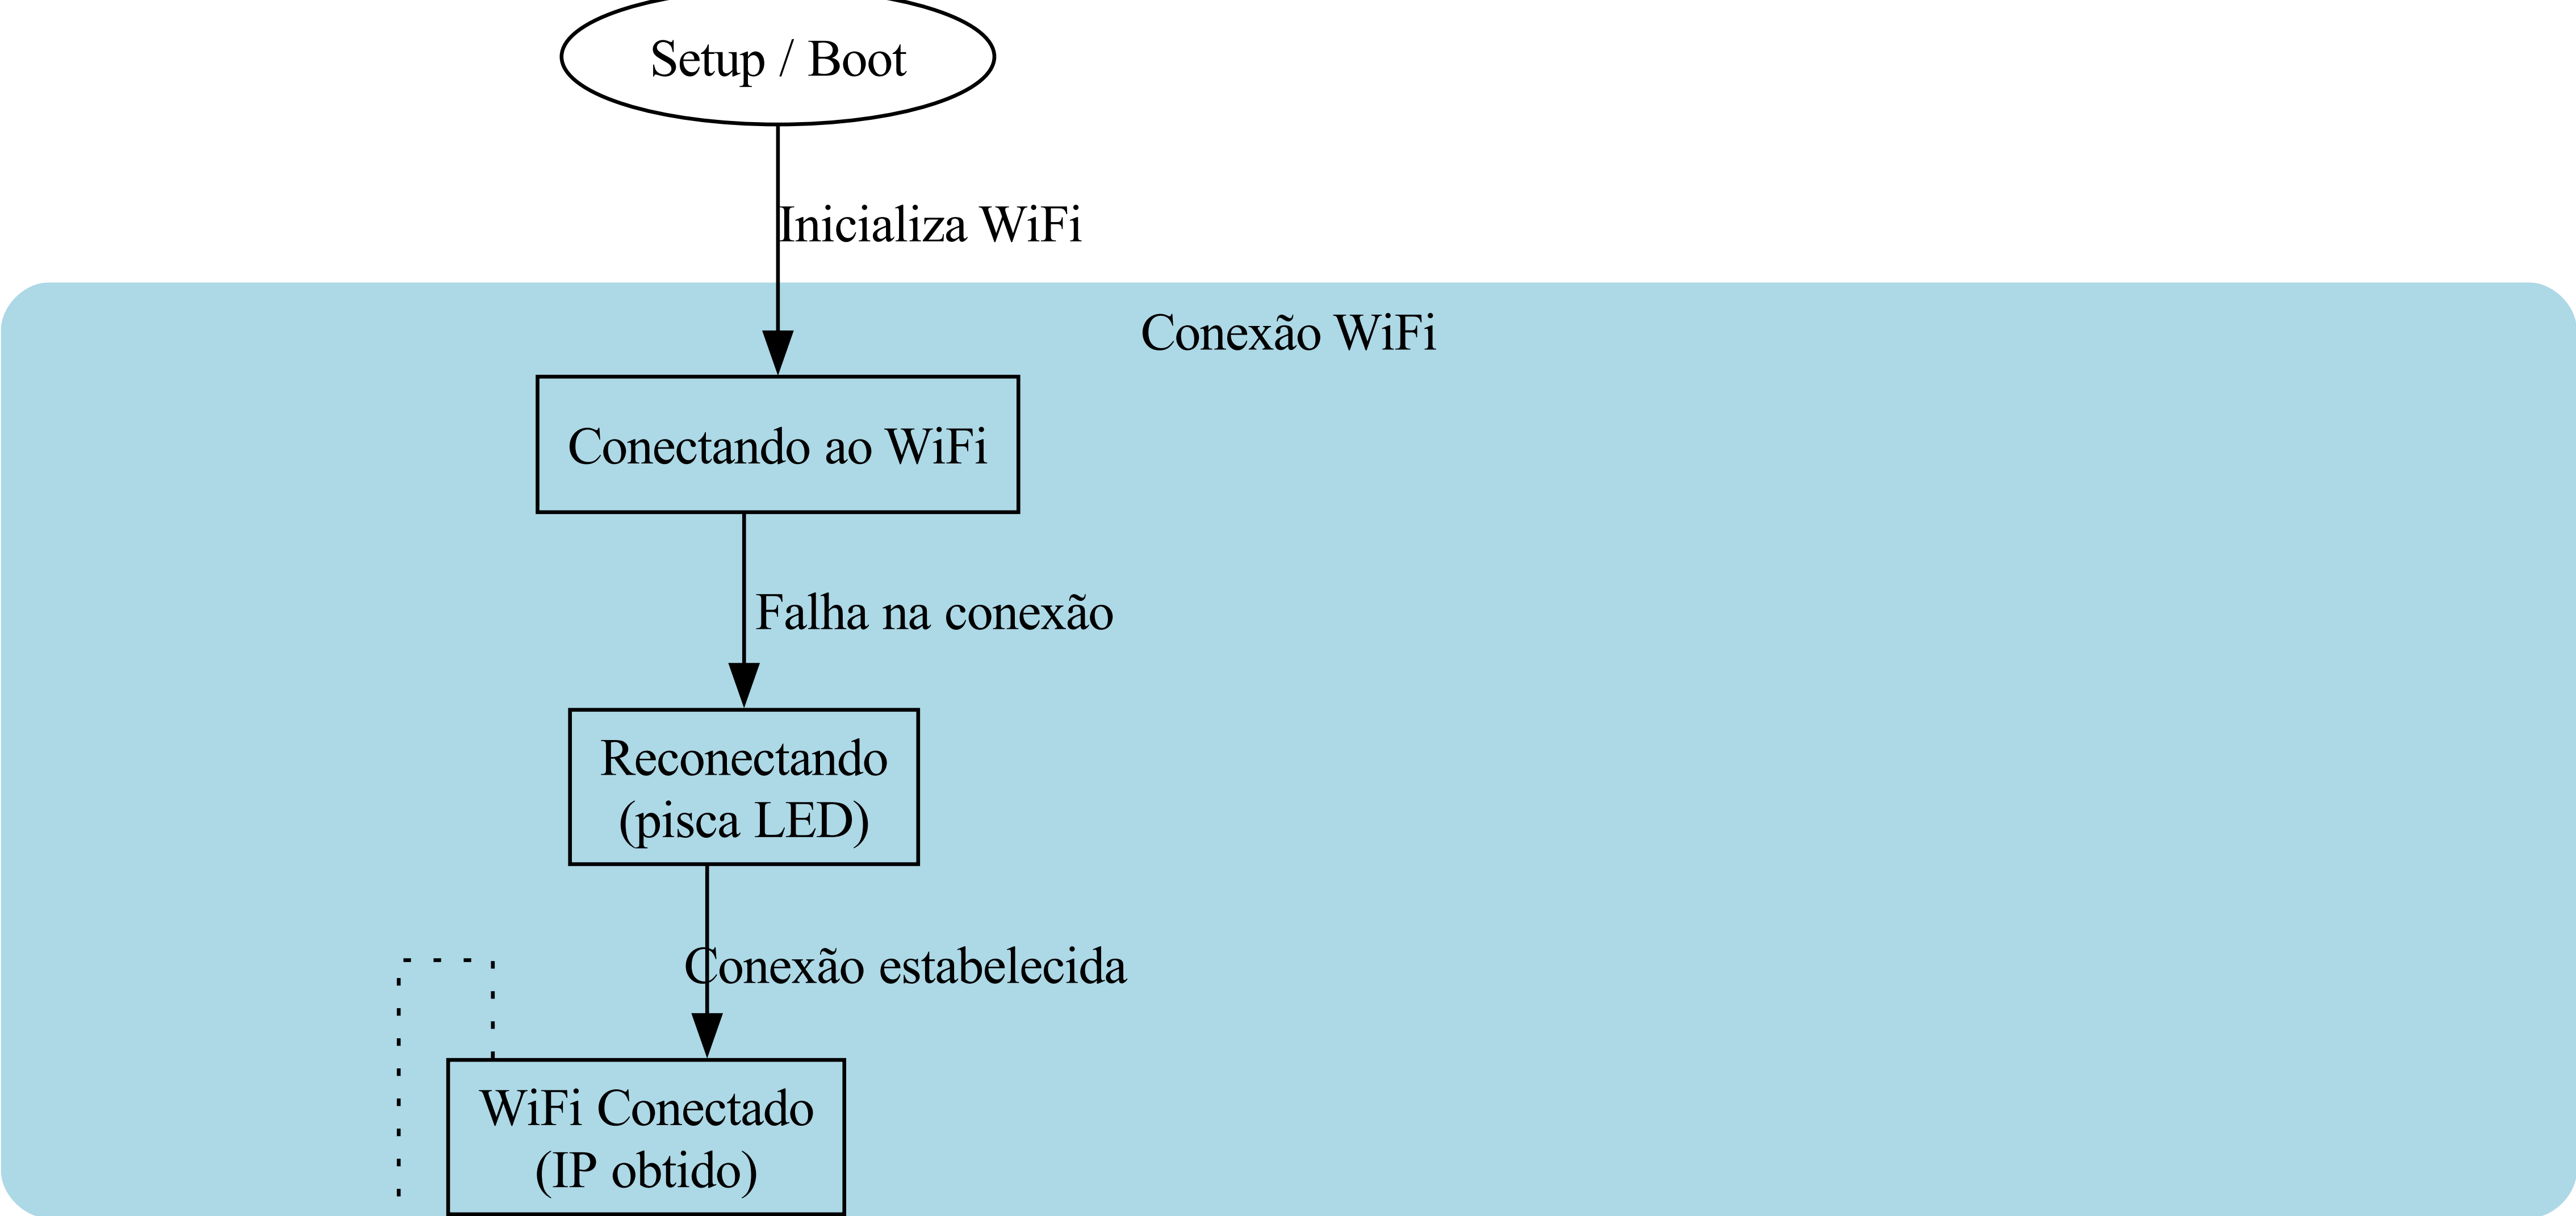 Setup / Boot
Inicializa WiFi
Conexão WiFi
Conectando ao WiFi
Falha na conexão
Reconectando
(pisca LED)
Conexão estabelecida
WiFi Conectado
(IP obtido)